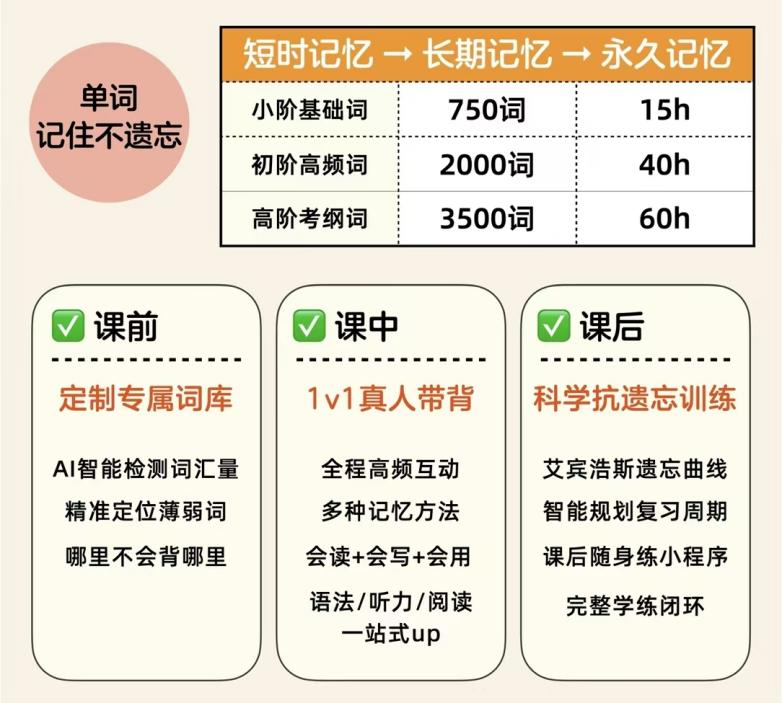 单词
记住不遗忘
短时记忆 → 长期记忆 → 永久记忆
小阶基础词 750词 15h
初阶高频词 2000词 40h
高阶考纲词 3500词 60h
✅ 课前
定制专属词库
AI智能检测词汇量
精准定位薄弱词
哪里不会背哪里
✅ 课中
1v1真人带背
全程高频互动
多种记忆方法
会读+会写+会用
语法/听力/阅读
一站式up
✅ 课后
科学抗遗忘训练
艾宾浩斯遗忘曲线
智能规划复习周期
课后随身练小程序
完整学练闭环